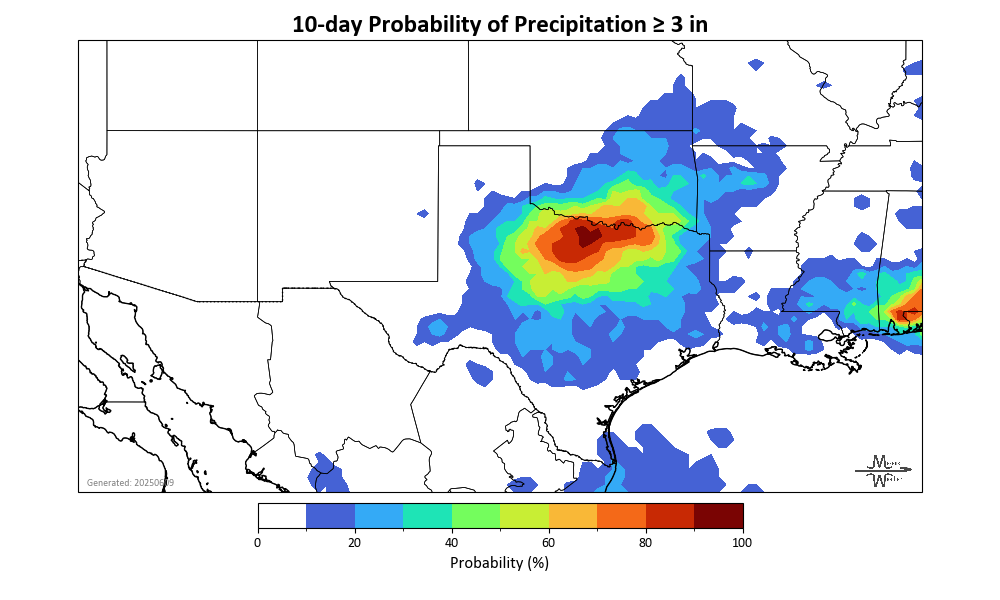 10-day Probability of Precipitation ≥ 3 in
Generated: 20250609
0 20 40 60 80 100
Probability (%)